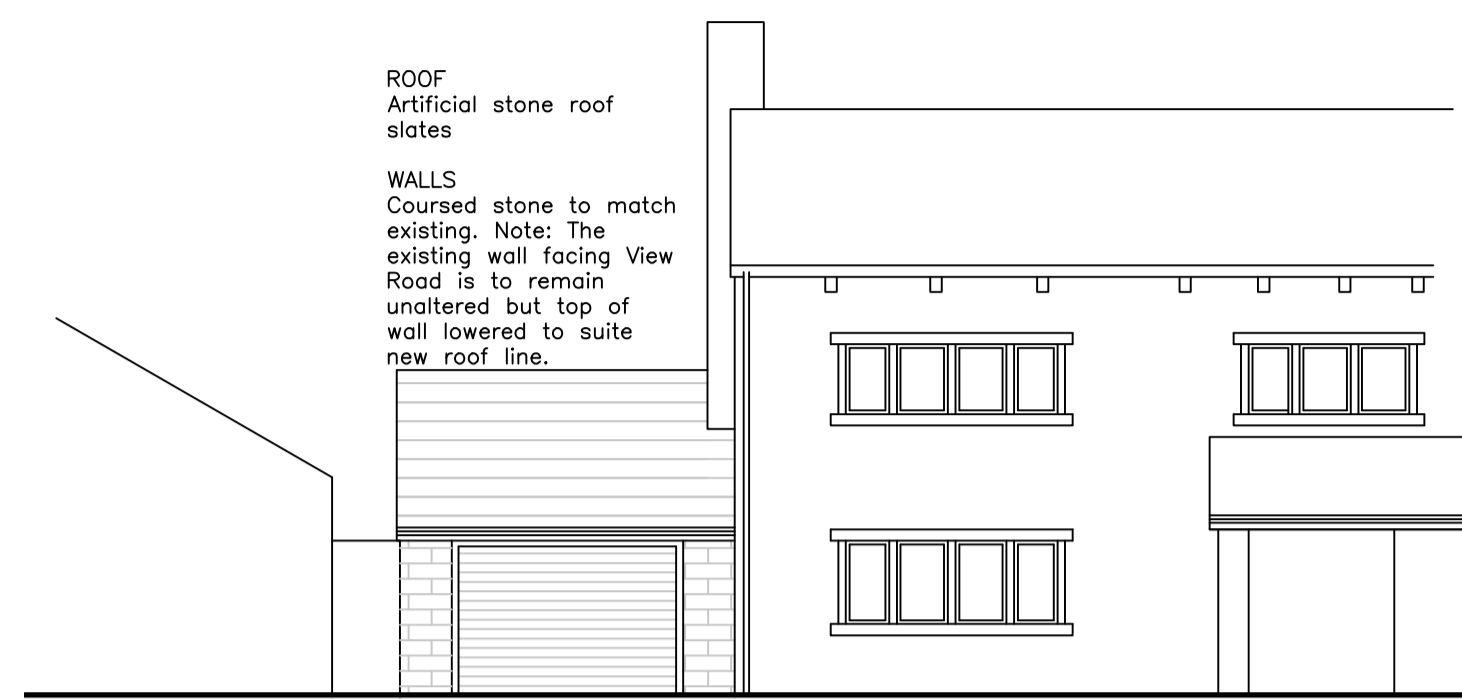 ROOF
Artificial stone roof
slates
WALLS
Coursed stone to match
existing. Note: The
existing wall facing View
Road is to remain
unaltered but top of
wall lowered to suite
new roof line.